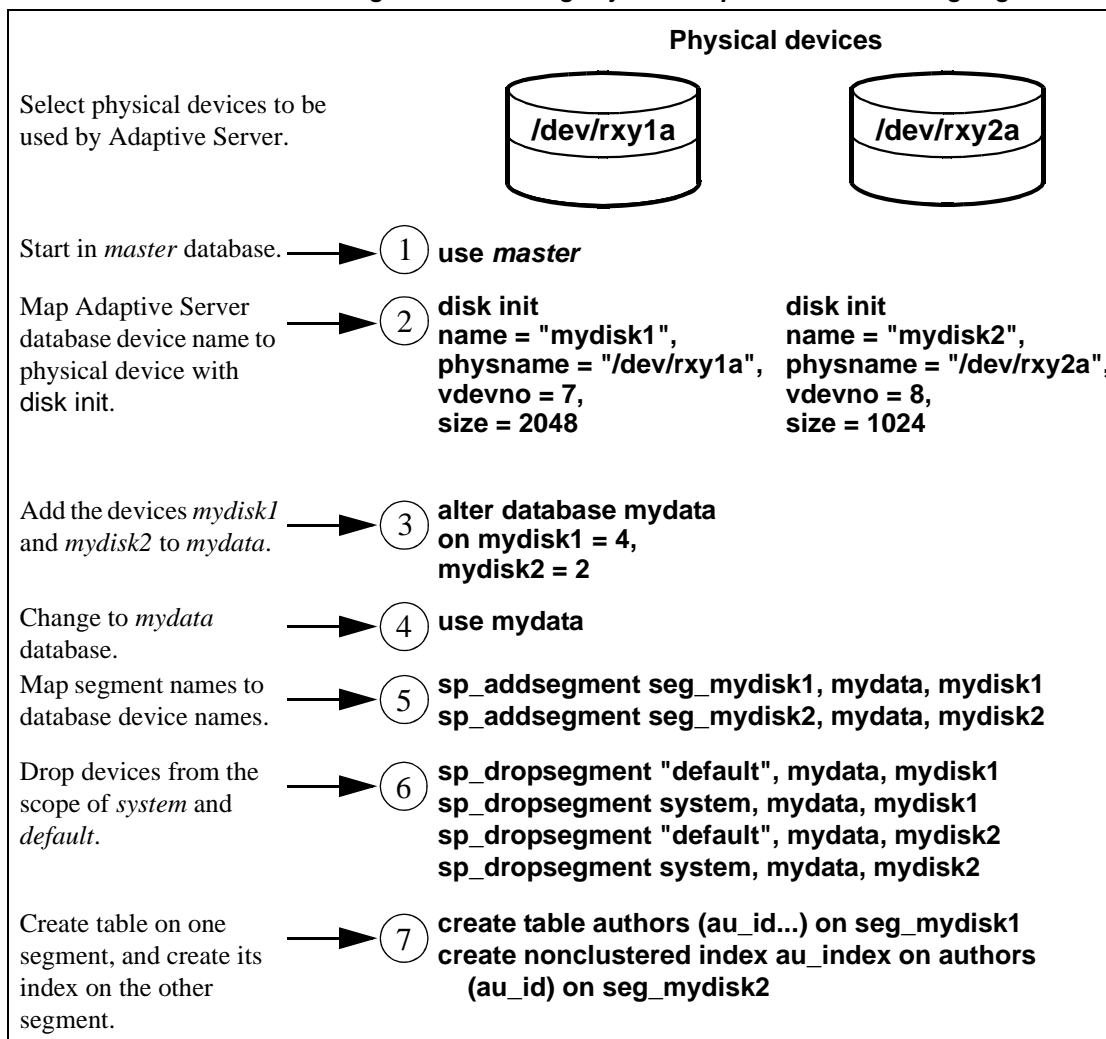 Physical devices
Select physical devices to be
used by Adaptive Server.
/dev/rxy1a
/dev/rxy2a
Start in master database.
1
use master
Map Adaptive Server
database device name to
physical device with
disk init.
2
disk init
name = "mydisk1",
physname = "/dev/rxy1a",
vdevno = 7,
size = 2048
disk init
name = "mydisk2",
physname = "/dev/rxy2a",
vdevno = 8,
size = 1024
Add the devices mydisk1
and mydisk2 to mydata.
3
alter database mydata
on mydisk1 = 4,
mydisk2 = 2
Change to mydata
database.
4
use mydata
Map segment names to
database device names.
5
sp_addsegment seg_mydisk1, mydata, mydisk1
sp_addsegment seg_mydisk2, mydata, mydisk2
Drop devices from the
scope of system and
default.
6
sp_dropsegment "default", mydata, mydisk1
sp_dropsegment system, mydata, mydisk1
sp_dropsegment "default", mydata, mydisk2
sp_dropsegment system, mydata, mydisk2
Create table on one
segment, and create its
index on the other
segment.
7
create table authors (au_id...) on seg_mydisk1
create nonclustered index au_index on authors
(au_id) on seg_mydisk2